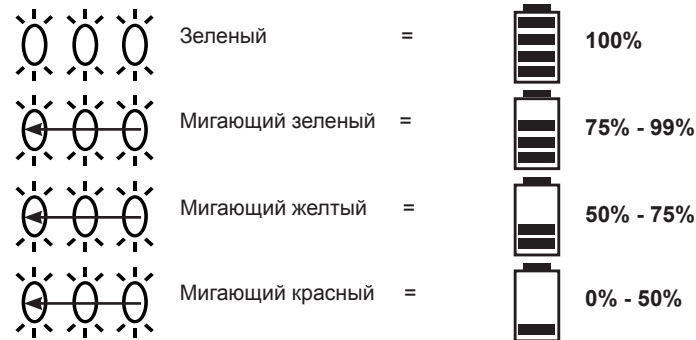 Зеленый = 100%
Мигающий зеленый = 75% - 99%
Мигающий желтый = 50% - 75%
Мигающий красный = 0% - 50%